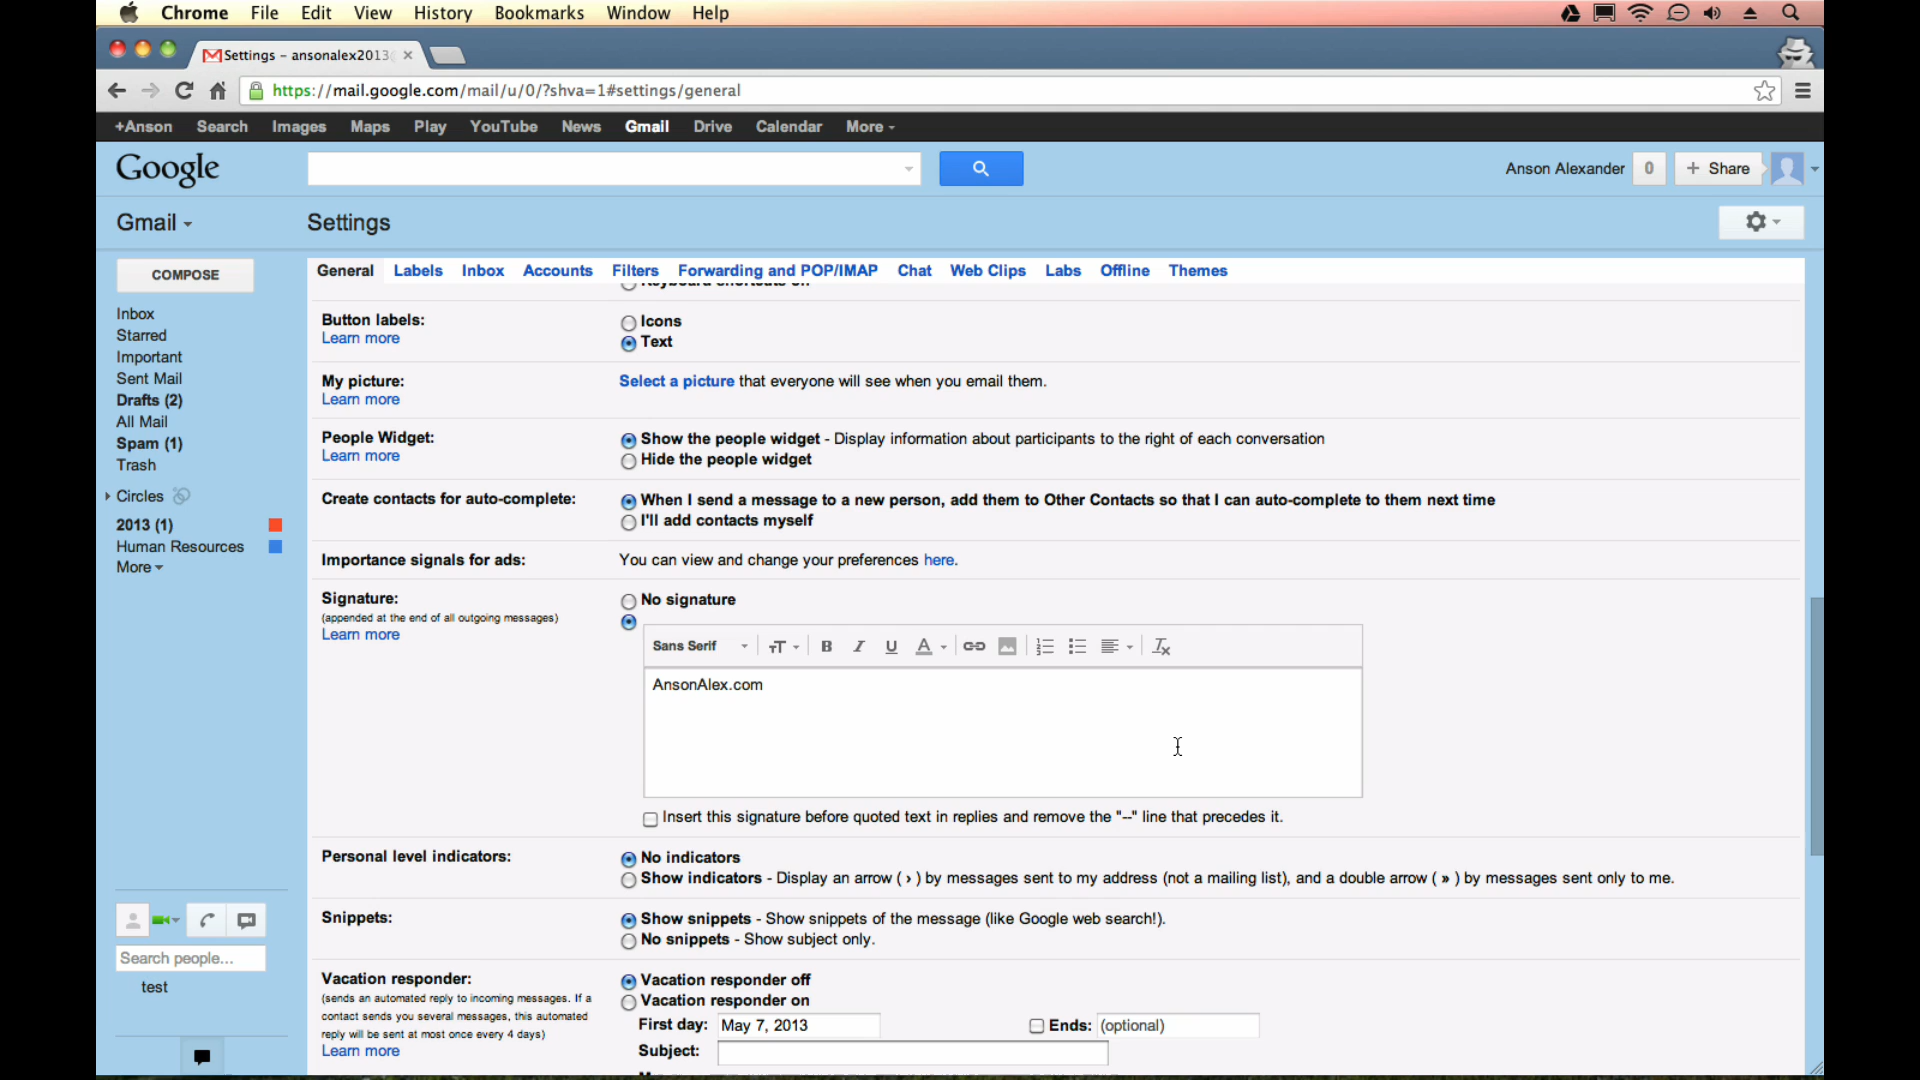 Chrome File Edit View History Bookmarks Window Help
Settings - ansonalex2013
https://mail.google.com/mail/u/0/?shva=1#settings/general
+Anson Search Images Maps Play YouTube News Gmail Drive Calendar More
Google Anson Alexander 0 + Share
Gmail Settings
COMPOSE
General Labels Inbox Accounts Filters Forwarding and POP/IMAP Chat Web Clips Labs Offline Themes
Inbox
Starred
Important
Sent Mail
Drafts (2)
All Mail
Spam (1)
Trash
Circles
2013 (1)
Human Resources
More
Search people...
test
Keyboard shortcuts off
Button labels: Icons
Learn more Text
My picture: Select a picture that everyone will see when you email them.
Learn more
People Widget: Show the people widget - Display information about participants to the right of each conversation
Learn more Hide the people widget
Create contacts for auto-complete: When I send a message to a new person, add them to Other Contacts so that I can auto-complete to them next time
I'll add contacts myself
Importance signals for ads: You can view and change your preferences here.
Signature: No signature
(appended at the end of all outgoing messages)
Learn more
Sans Serif
AnsonAlex.com
Insert this signature before quoted text in replies and remove the "--" line that precedes it.
Personal level indicators: No indicators
Show indicators - Display an arrow ( › ) by messages sent to my address (not a mailing list), and a double arrow ( » ) by messages sent only to me.
Snippets: Show snippets - Show snippets of the message (like Google web search!).
No snippets - Show subject only.
Vacation responder: Vacation responder off
(sends an automated reply to incoming messages. If a Vacation responder on
contact sends you several messages, this automated
reply will be sent at most once every 4 days) First day: May 7, 2013 Ends: (optional)
Learn more Subject: